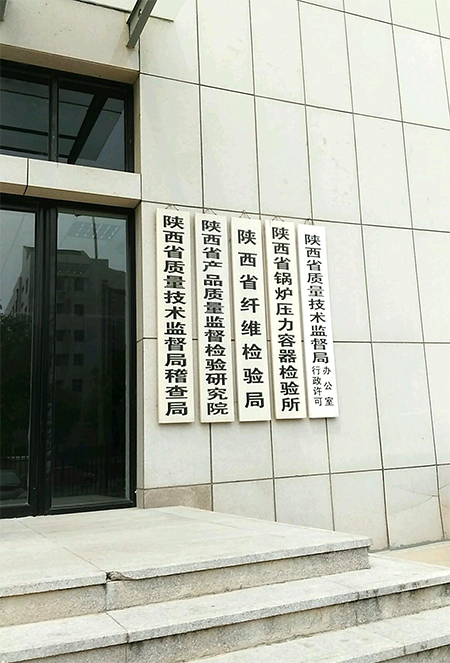 陕西省质量技术监督局稽查局
陕西省产品质量监督检验研究院
陕西省纤维检验局
陕西省锅炉压力容器检验所
陕西省质量技术监督局
行政许可
办公室